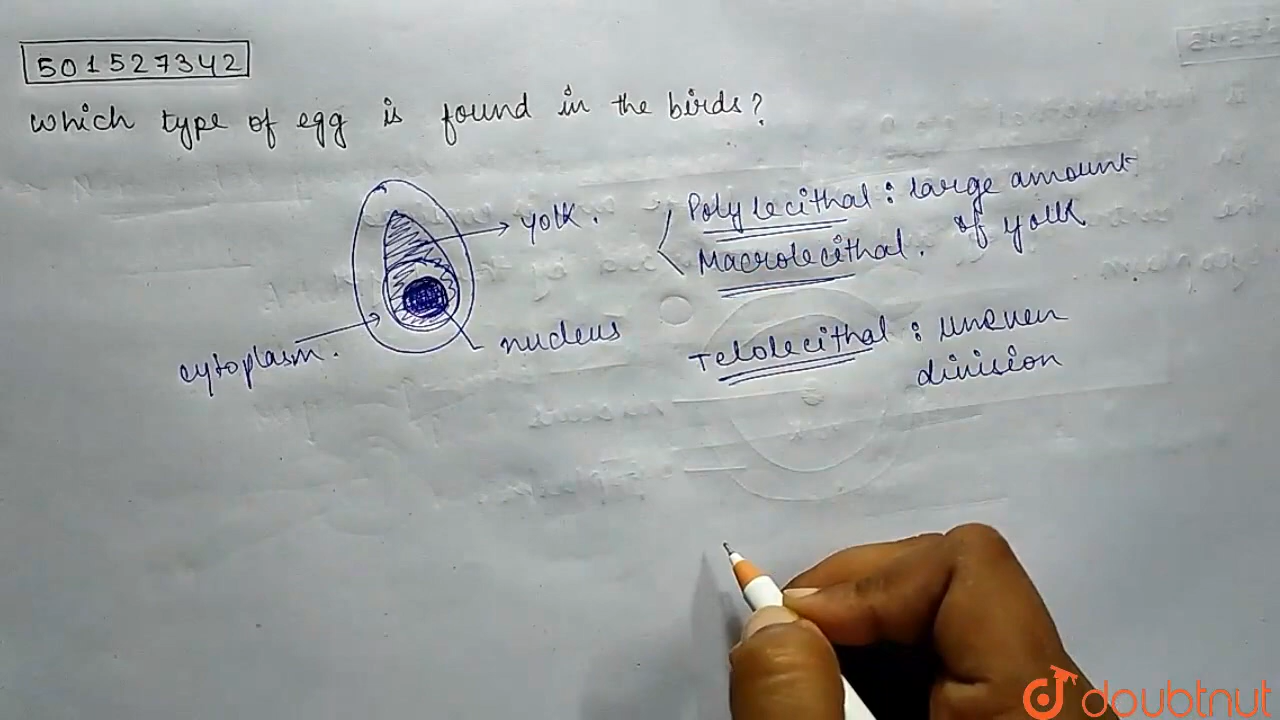 501527342
which type of egg is found in the birds?
yolk.
cytoplasm.
nucleus
Polylecithal : large amount
Macrolecithal. of yolk
Telolecithal : uneven
division
doubtnut